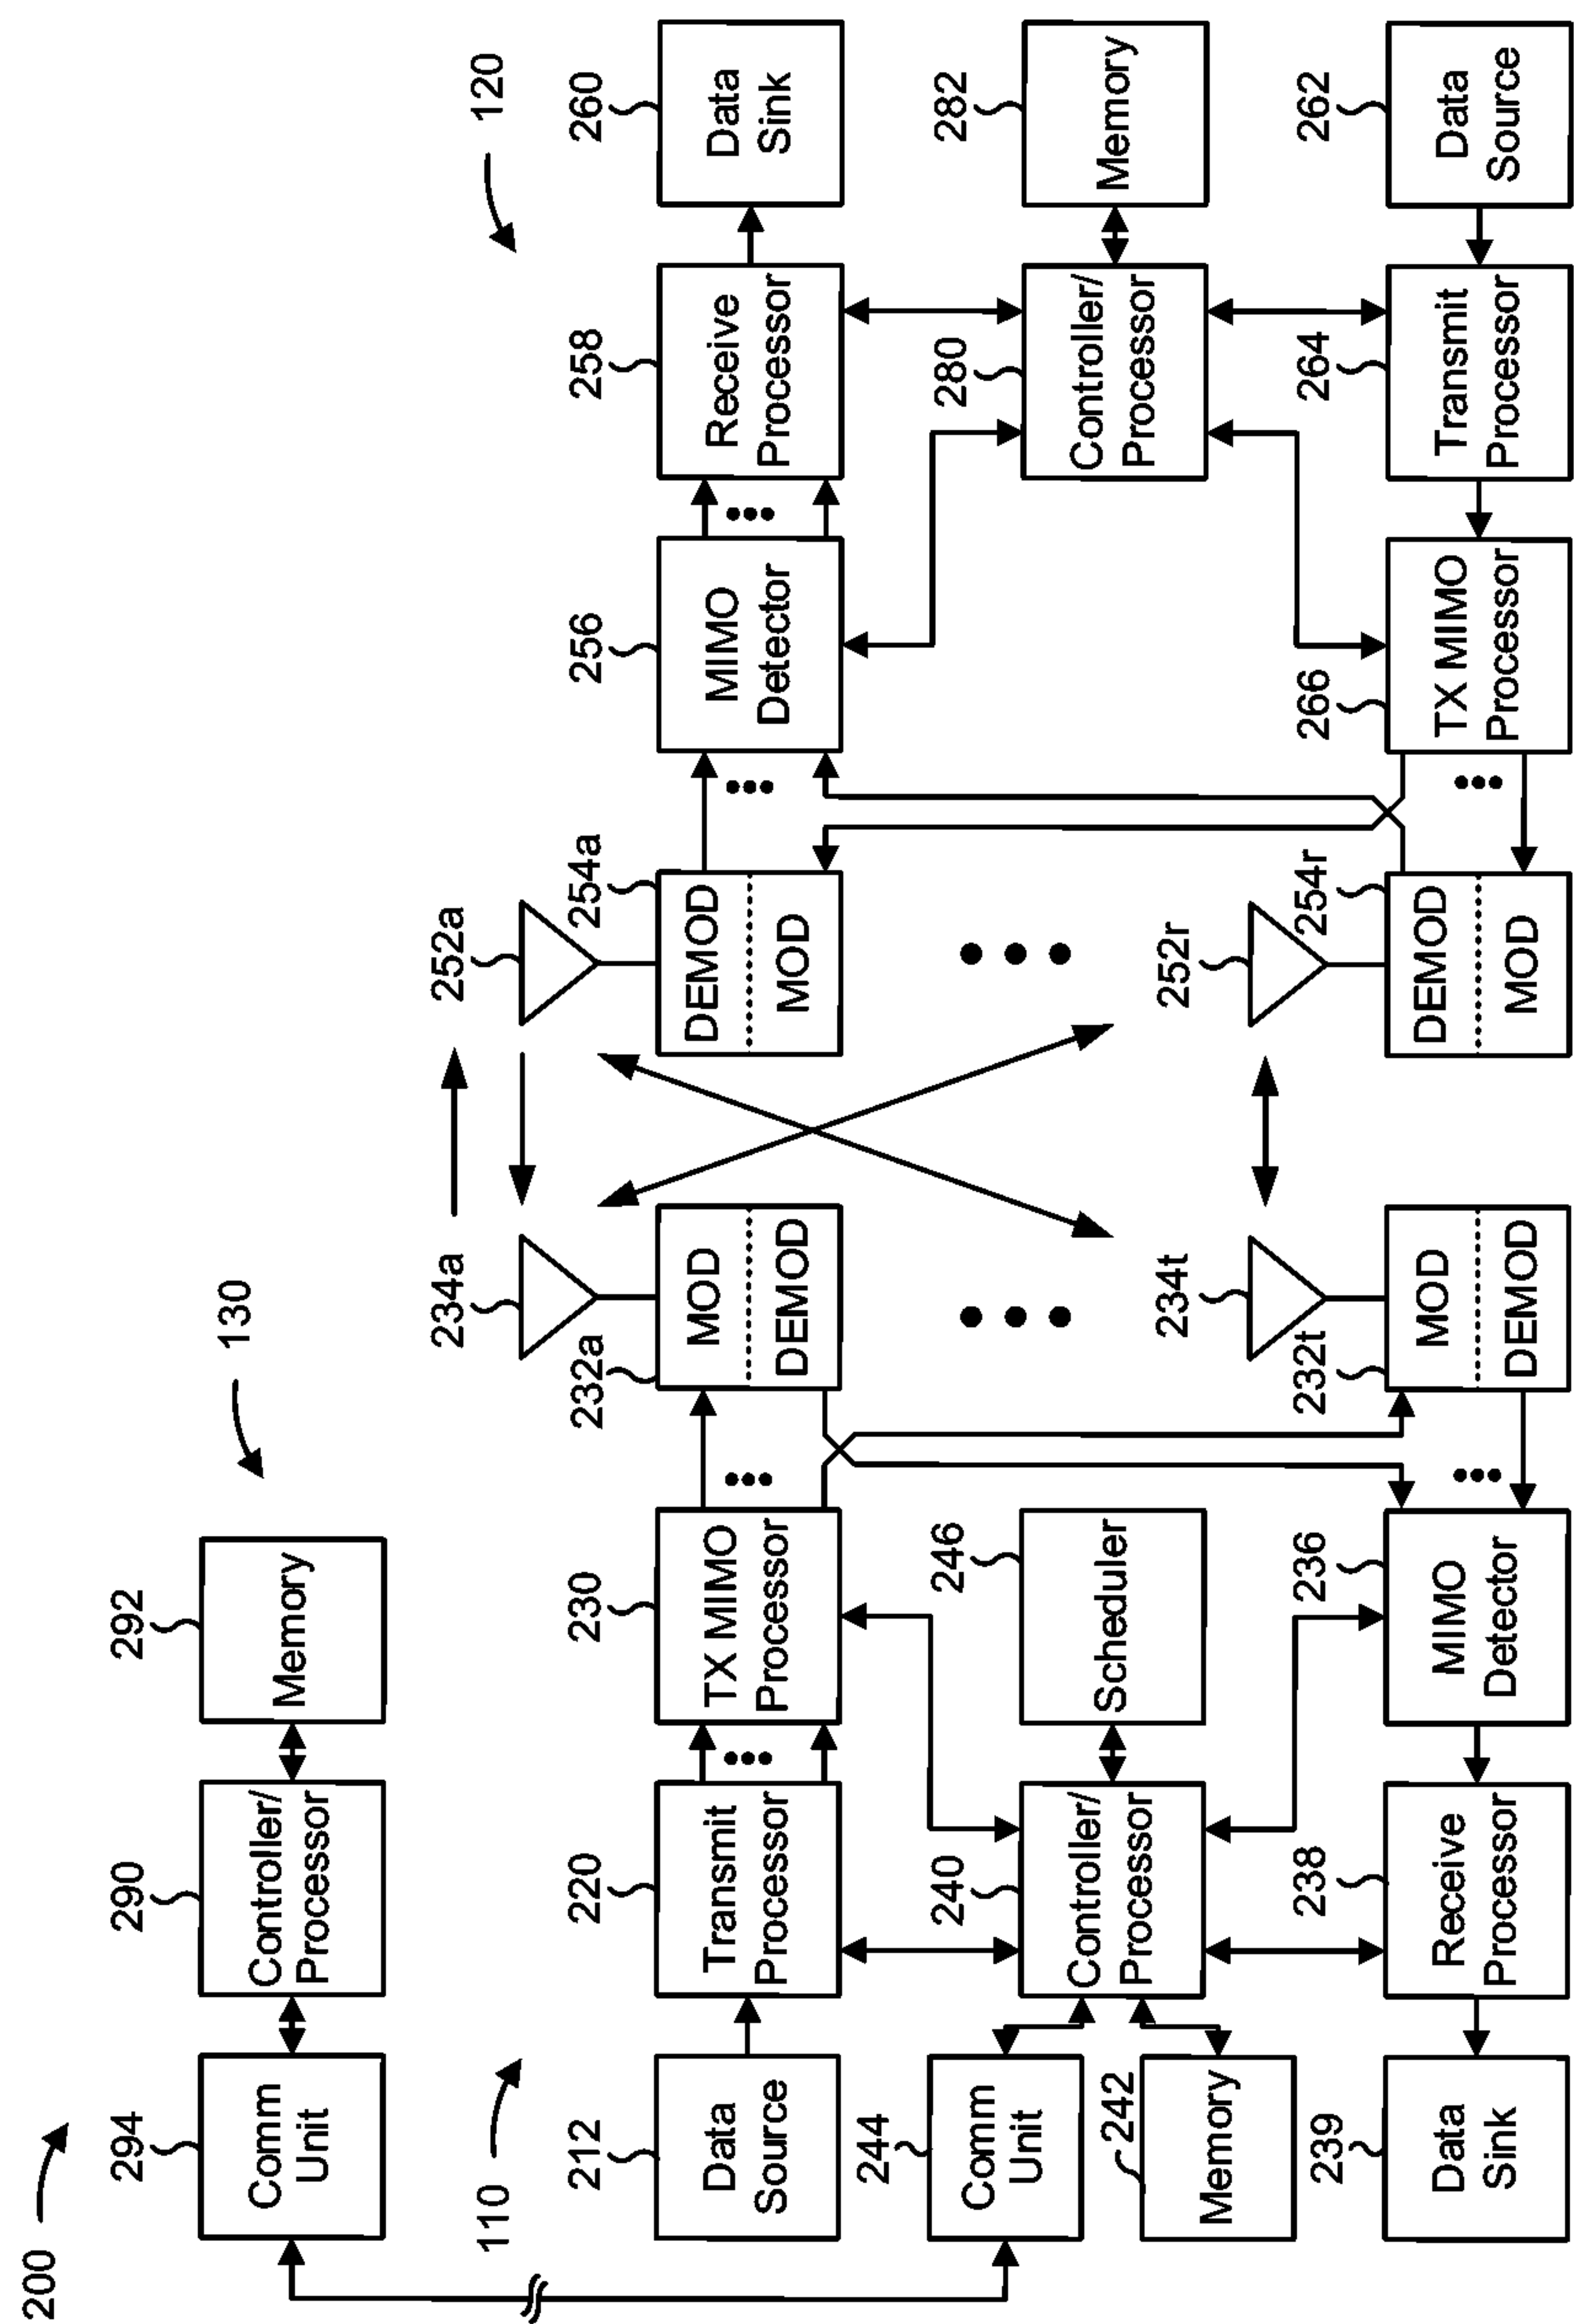 200
294
Comm
Unit
290
Controller/
Processor
292
Memory
130
110
120
212
Data
Source
220
Transmit
Processor
230
TX MIMO
Processor
232a
MOD
DEMOD
234a
252a
254a
DEMOD
MOD
256
MIMO
Detector
258
Receive
Processor
260
Data
Sink
244
Comm
Unit
242
Memory
240
Controller/
Processor
246
Scheduler
280
Controller/
Processor
282
Memory
239
Data
Sink
238
Receive
Processor
236
MIMO
Detector
232t
MOD
DEMOD
234t
252r
254r
DEMOD
MOD
266
TX MIMO
Processor
264
Transmit
Processor
262
Data
Source